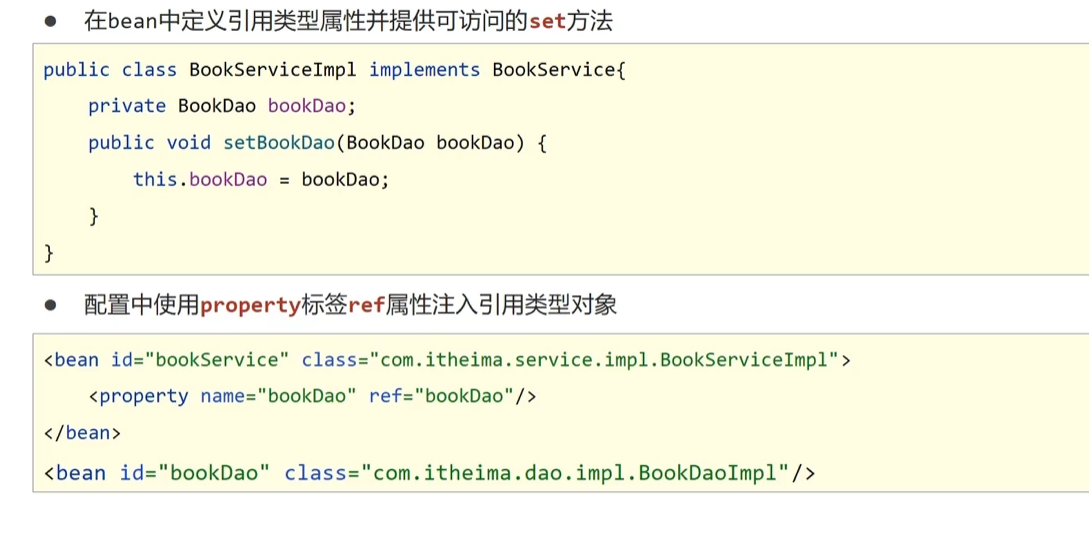 ● 在bean中定义引用类型属性并提供可访问的set方法
public class BookServiceImpl implements BookService{
    private BookDao bookDao;
    public void setBookDao(BookDao bookDao) {
        this.bookDao = bookDao;
    }
}
● 配置中使用property标签ref属性注入引用类型对象
<bean id="bookService" class="com.itheima.service.impl.BookServiceImpl">
    <property name="bookDao" ref="bookDao"/>
</bean>
<bean id="bookDao" class="com.itheima.dao.impl.BookDaoImpl"/>